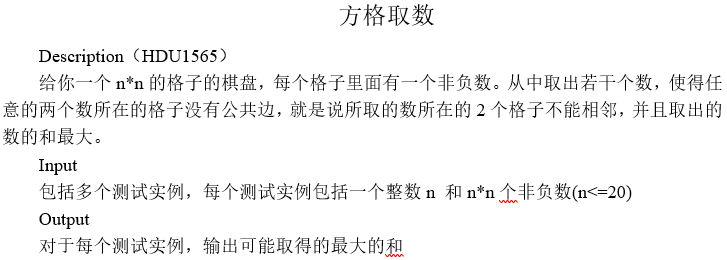 方格取数
Description（HDU1565）
给你一个n*n的格子的棋盘，每个格子里面有一个非负数。从中取出若干个数，使得任
意的两个数所在的格子没有公共边，就是说所取的数所在的2个格子不能相邻，并且取出的
数的和最大。
Input
包括多个测试实例，每个测试实例包括一个整数n 和n*n个非负数(n<=20)
Output
对于每个测试实例，输出可能取得的最大的和